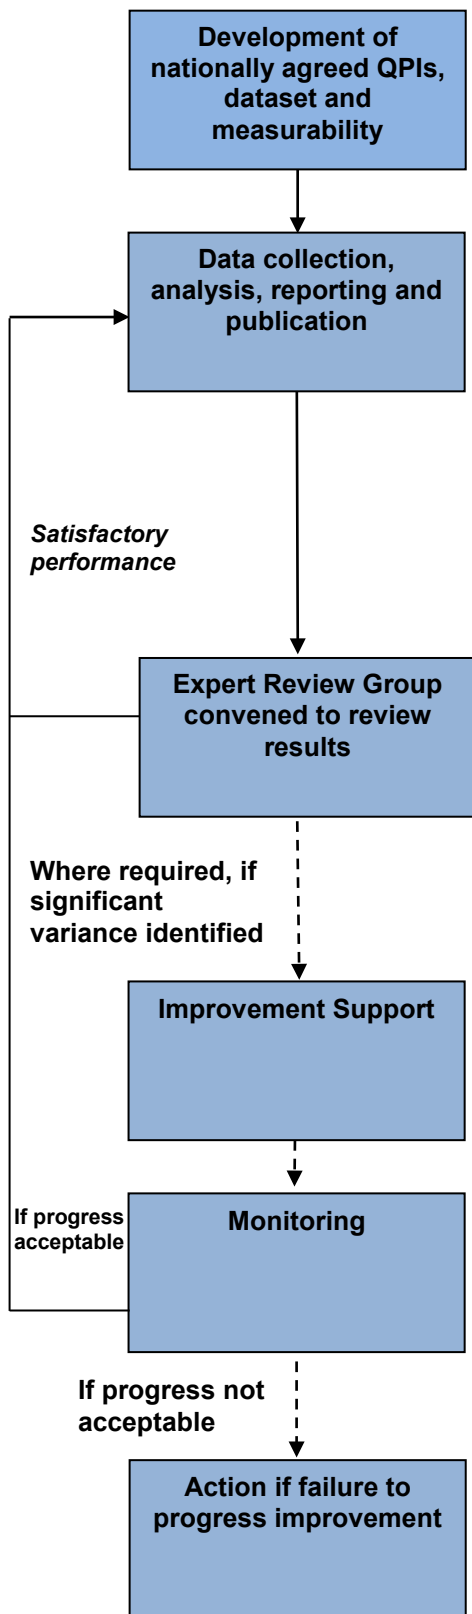 Development of
nationally agreed QPIs,
dataset and
measurability
Data collection,
analysis, reporting and
publication
Satisfactory
performance
Expert Review Group
convened to review
results
Where required, if
significant
variance identified
Improvement Support
If progress
acceptable
Monitoring
If progress not
acceptable
Action if failure to
progress improvement